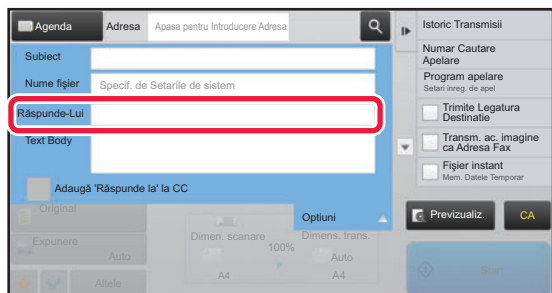 Agenda
Adresa
Apasa pentru Introducere Adresa
Subiect
Nume fișier
Specif. de Setarile de sistem
Răspunde-Lui
Text Body
Adaugă 'Răspunde la' la CC
Original
Optiuni
Expunere
Auto
Dimen. scanare
100%
Dimens. trans.
Auto
A4
A4
Altele
Istoric Transmisii
Numar Cautare
Apelare
Program apelare
Setari inreg. de apel
Trimite Legatura
Destinatie
Transm. ac. imagine
ca Adresa Fax
Fișier instant
Mem. Datele Temporar
Previzualiz.
CA
Start